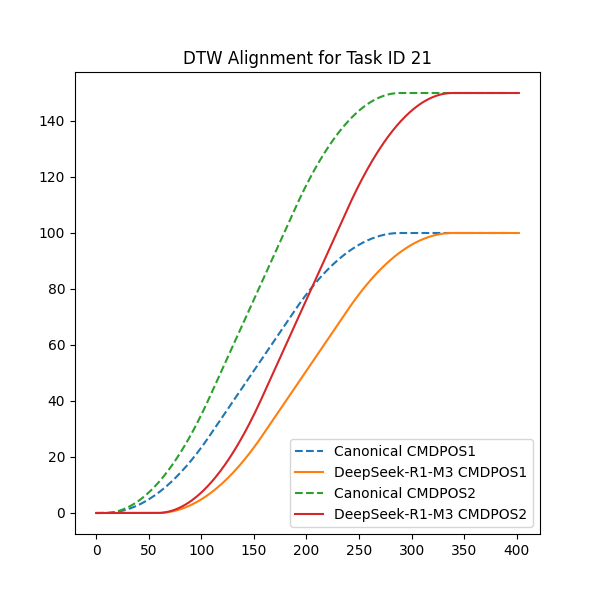 DTW Alignment for Task ID 21
140
120
100
80
60
40
20
0
Canonical CMDPOS1
DeepSeek-R1-M3 CMDPOS1
Canonical CMDPOS2
DeepSeek-R1-M3 CMDPOS2
0 50 100 150 200 250 300 350 400